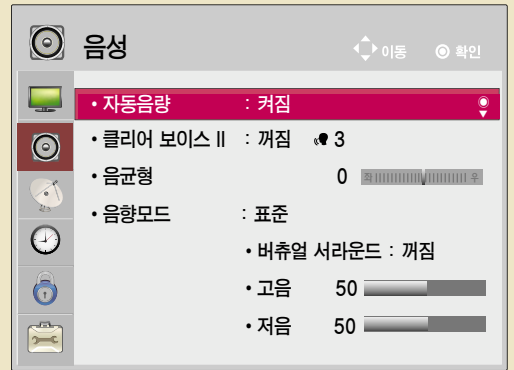 음성 이동 확인
• 자동음량 : 켜짐
• 클리어 보이스 II : 꺼짐 3
• 음균형 0 좌 우
• 음향모드 : 표준
• 버츄얼 서라운드 : 꺼짐
• 고음 50
• 저음 50